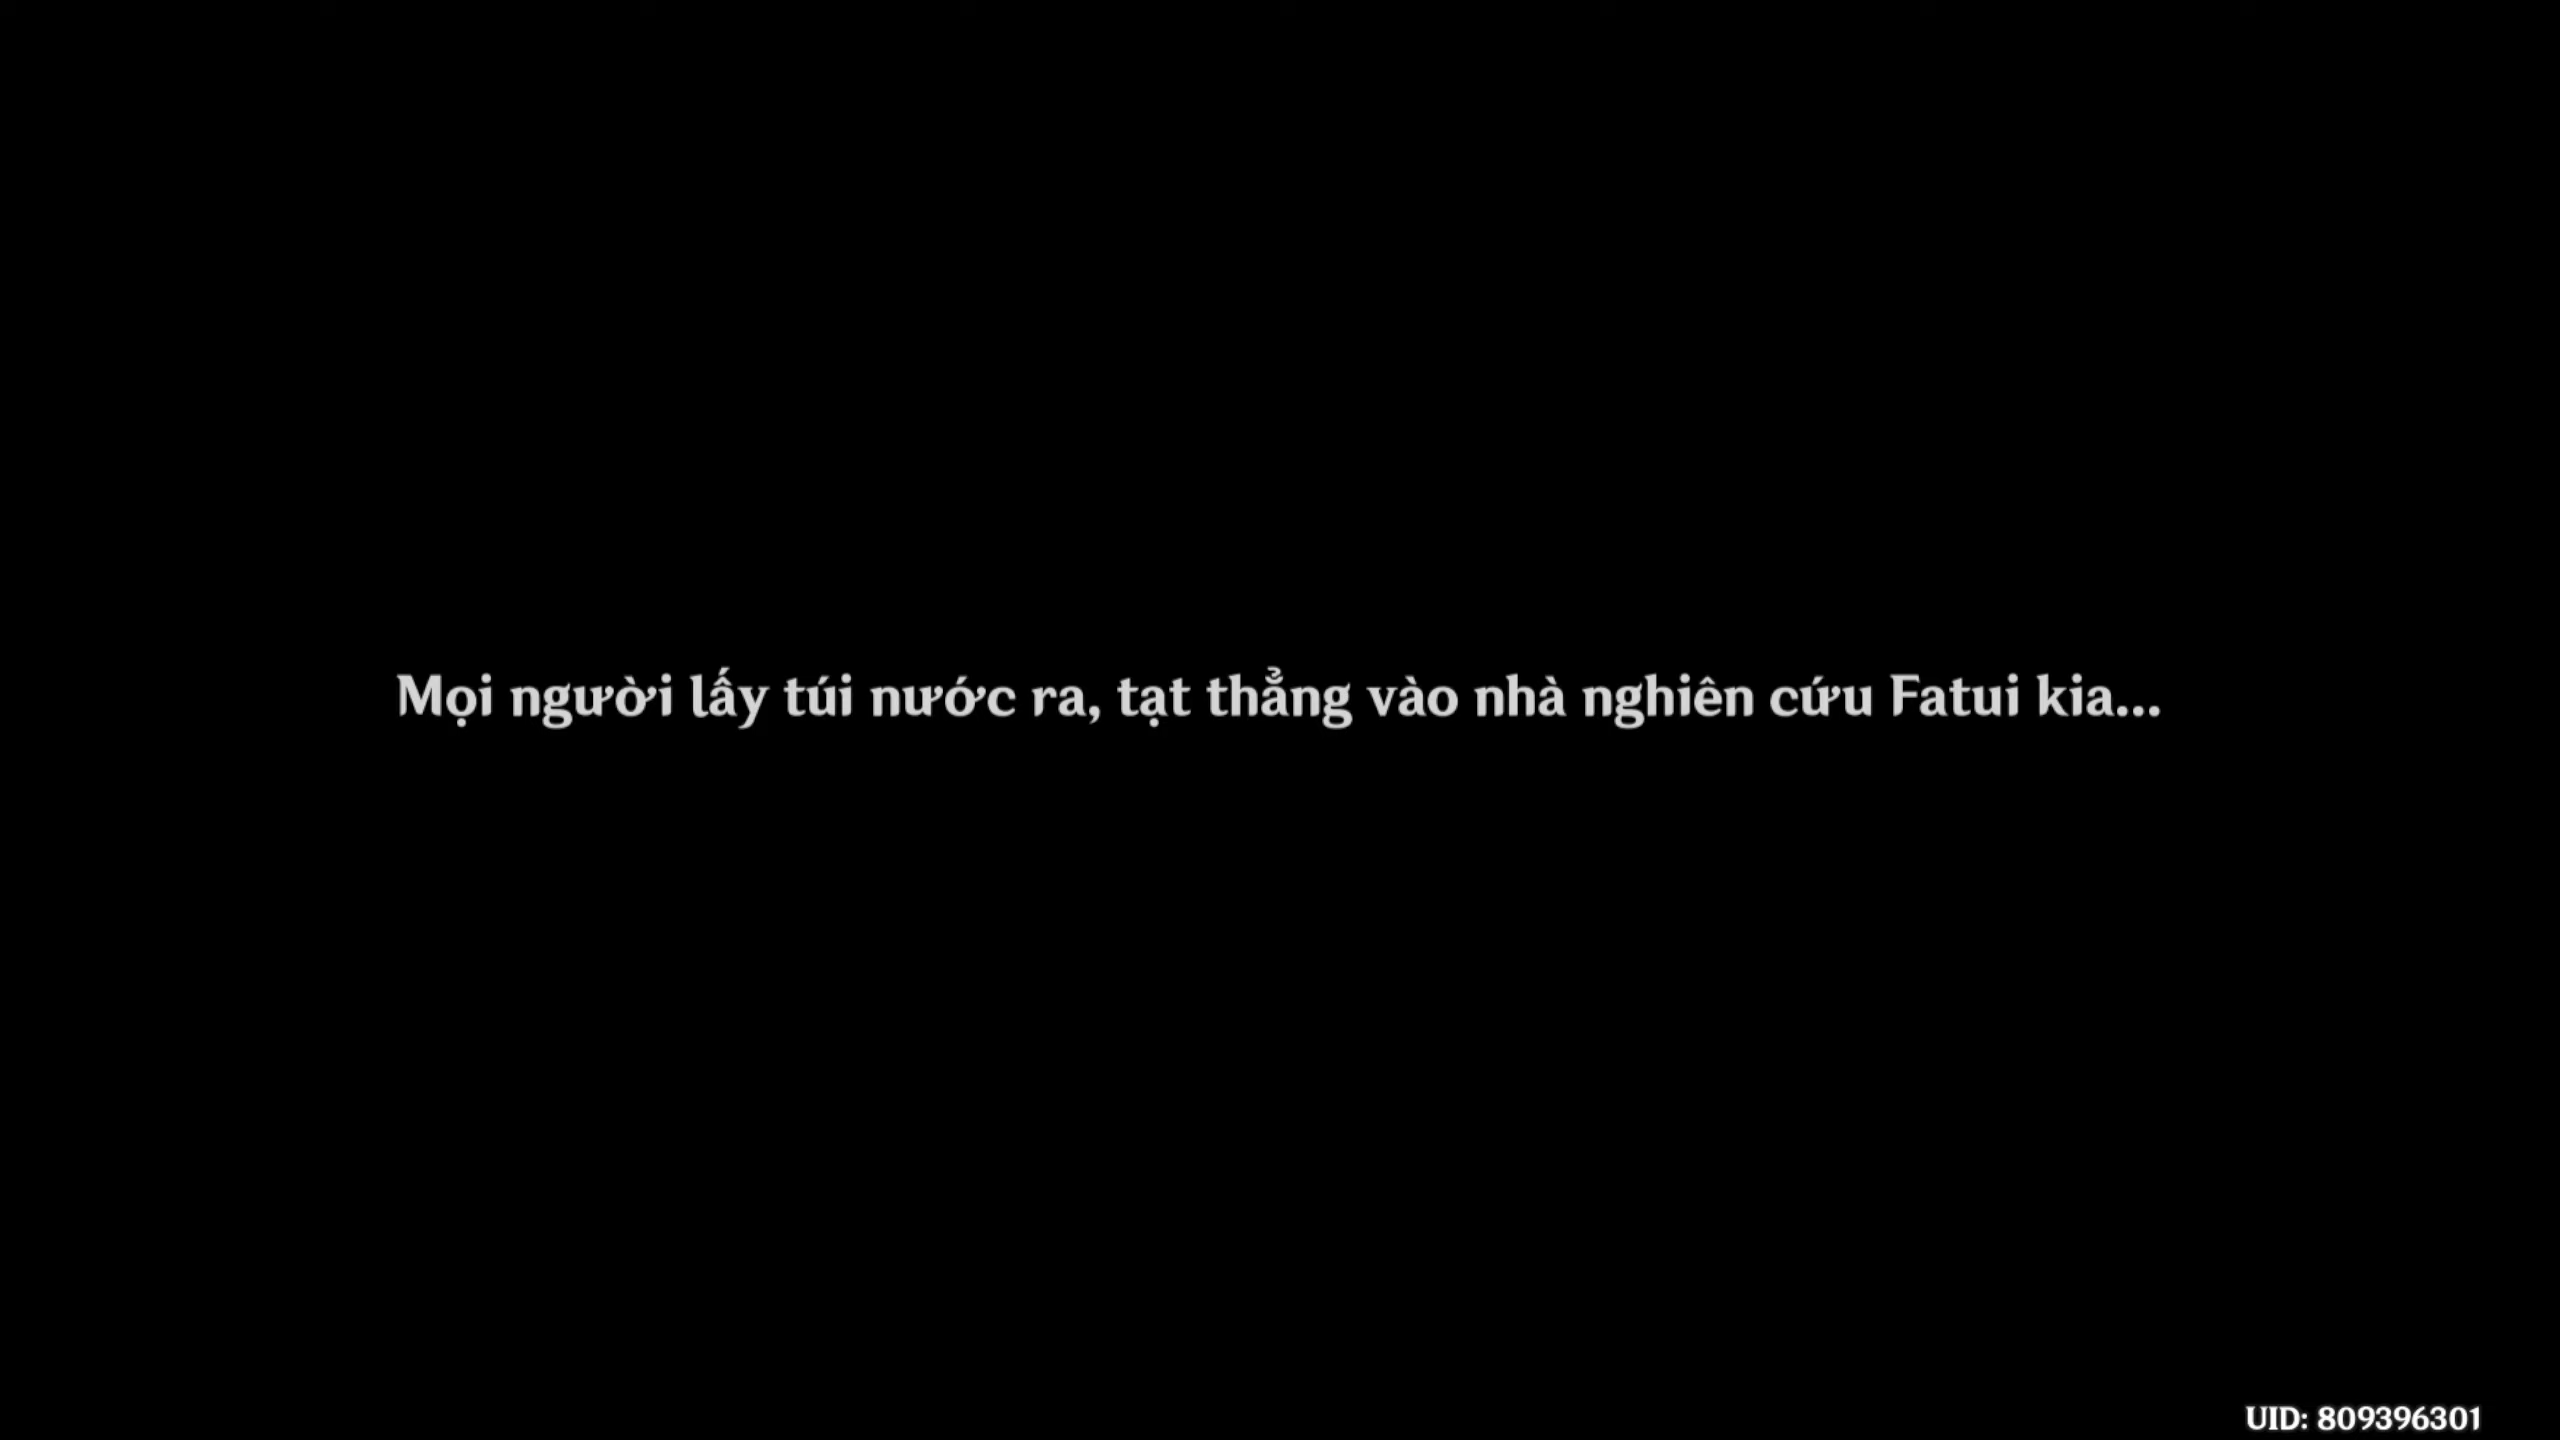 Mọi người lấy túi nước ra, tạt thẳng vào nhà nghiên cứu Fatui kia...
UID: 809396301